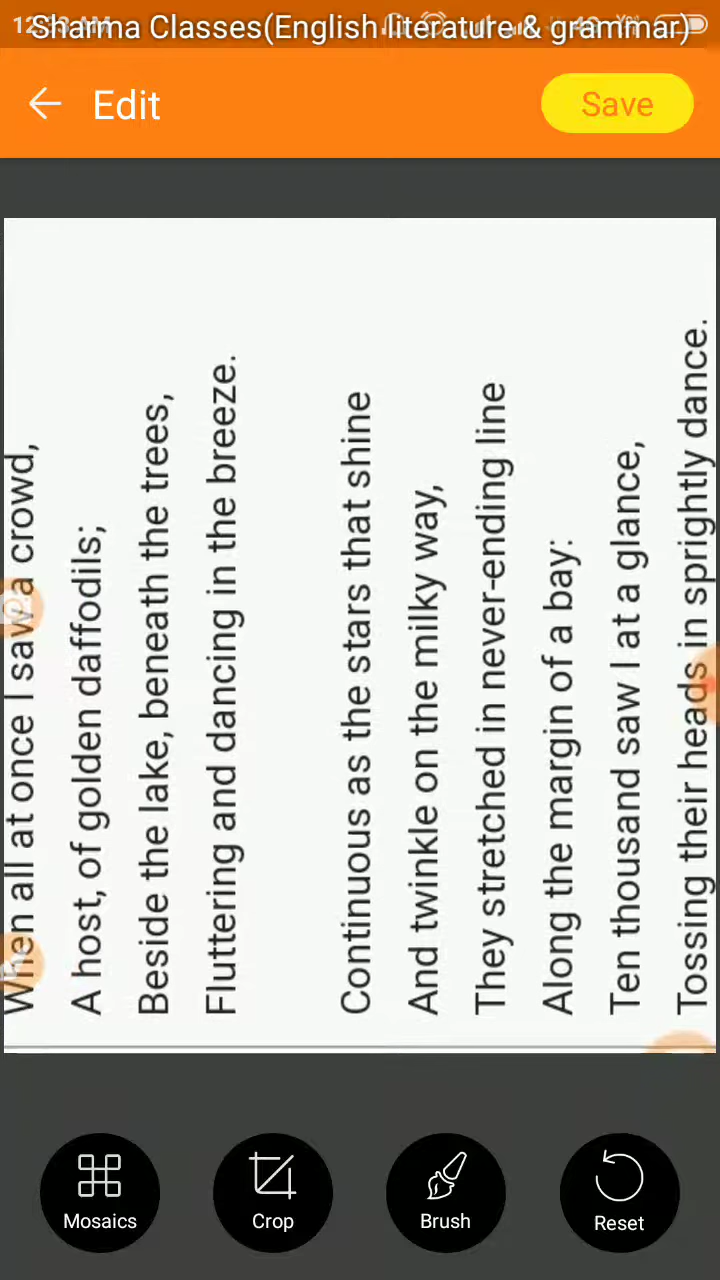 Sharma Classes(English literature & grammar)
Edit
Save
When all at once I saw a crowd,
A host, of golden daffodils;
Beside the lake, beneath the trees,
Fluttering and dancing in the breeze.
Continuous as the stars that shine
And twinkle on the milky way,
They stretched in never-ending line
Along the margin of a bay:
Ten thousand saw I at a glance,
Tossing their heads in sprightly dance.
Mosaics
Crop
Brush
Reset